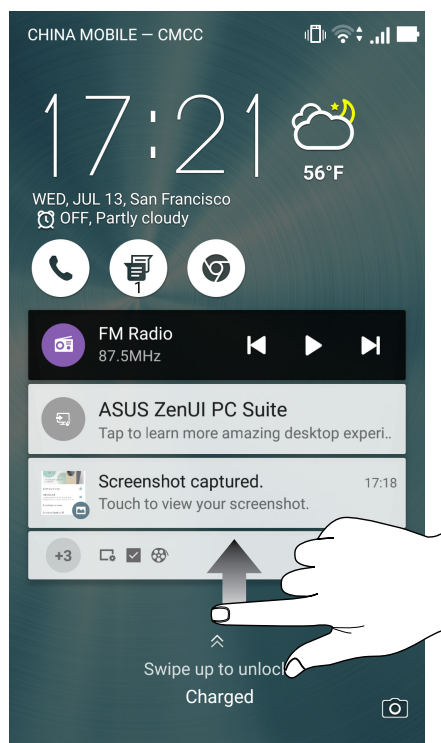 CHINA MOBILE — CMCC
17:21
56°F
WED, JUL 13, San Francisco
OFF, Partly cloudy
1
FM Radio
87.5MHz
ASUS ZenUI PC Suite
Tap to learn more amazing desktop experi..
Screenshot captured. 17:18
Touch to view your screenshot.
+3
Swipe up to unloc
Charged